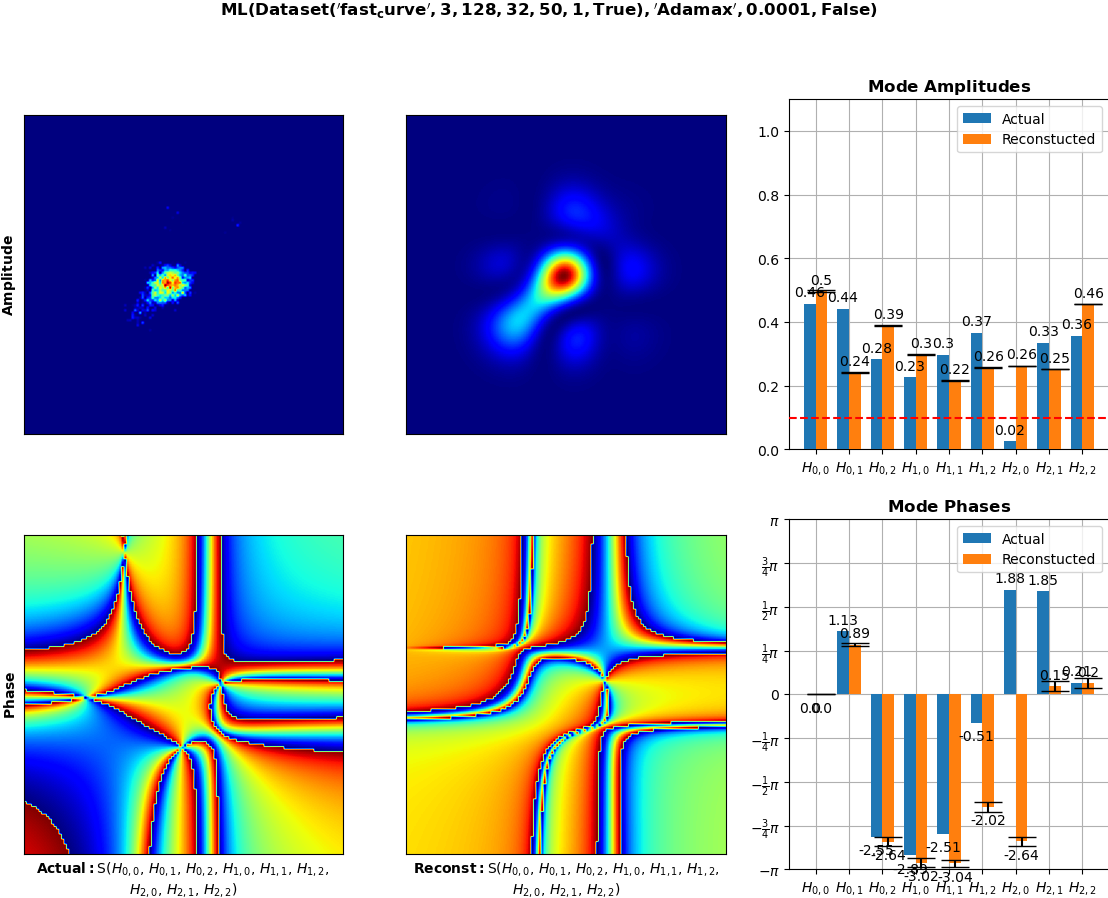 ML(Dataset('fast_curve', 3, 128, 32, 50, 1, True), 'Adamax', 0.0001, False)
Amplitude
Mode Amplitudes
Actual
Reconstucted
1.0
0.8
0.6
0.4
0.2
0.0
0.46 0.5 0.44 0.24 0.28 0.39 0.23 0.3 0.3 0.22 0.37 0.26 0.02 0.26 0.33 0.25 0.36 0.46
H0,0 H0,1 H0,2 H1,0 H1,1 H1,2 H2,0 H2,1 H2,2
Phase
Mode Phases
Actual
Reconstucted
π
3/4π
1/2π
1/4π
0
−1/4π
−1/2π
−3/4π
−π
0.0 0.0 1.13 0.89 -2.55 -2.64 -2.89 -3.02 -2.51 -3.04 -0.51 -2.02 1.88 -2.64 1.85 0.15 0.21 0.2
H0,0 H0,1 H0,2 H1,0 H1,1 H1,2 H2,0 H2,1 H2,2
Actual: S(H0,0, H0,1, H0,2, H1,0, H1,1, H1,2,
H2,0, H2,1, H2,2)
Reconst: S(H0,0, H0,1, H0,2, H1,0, H1,1, H1,2,
H2,0, H2,1, H2,2)